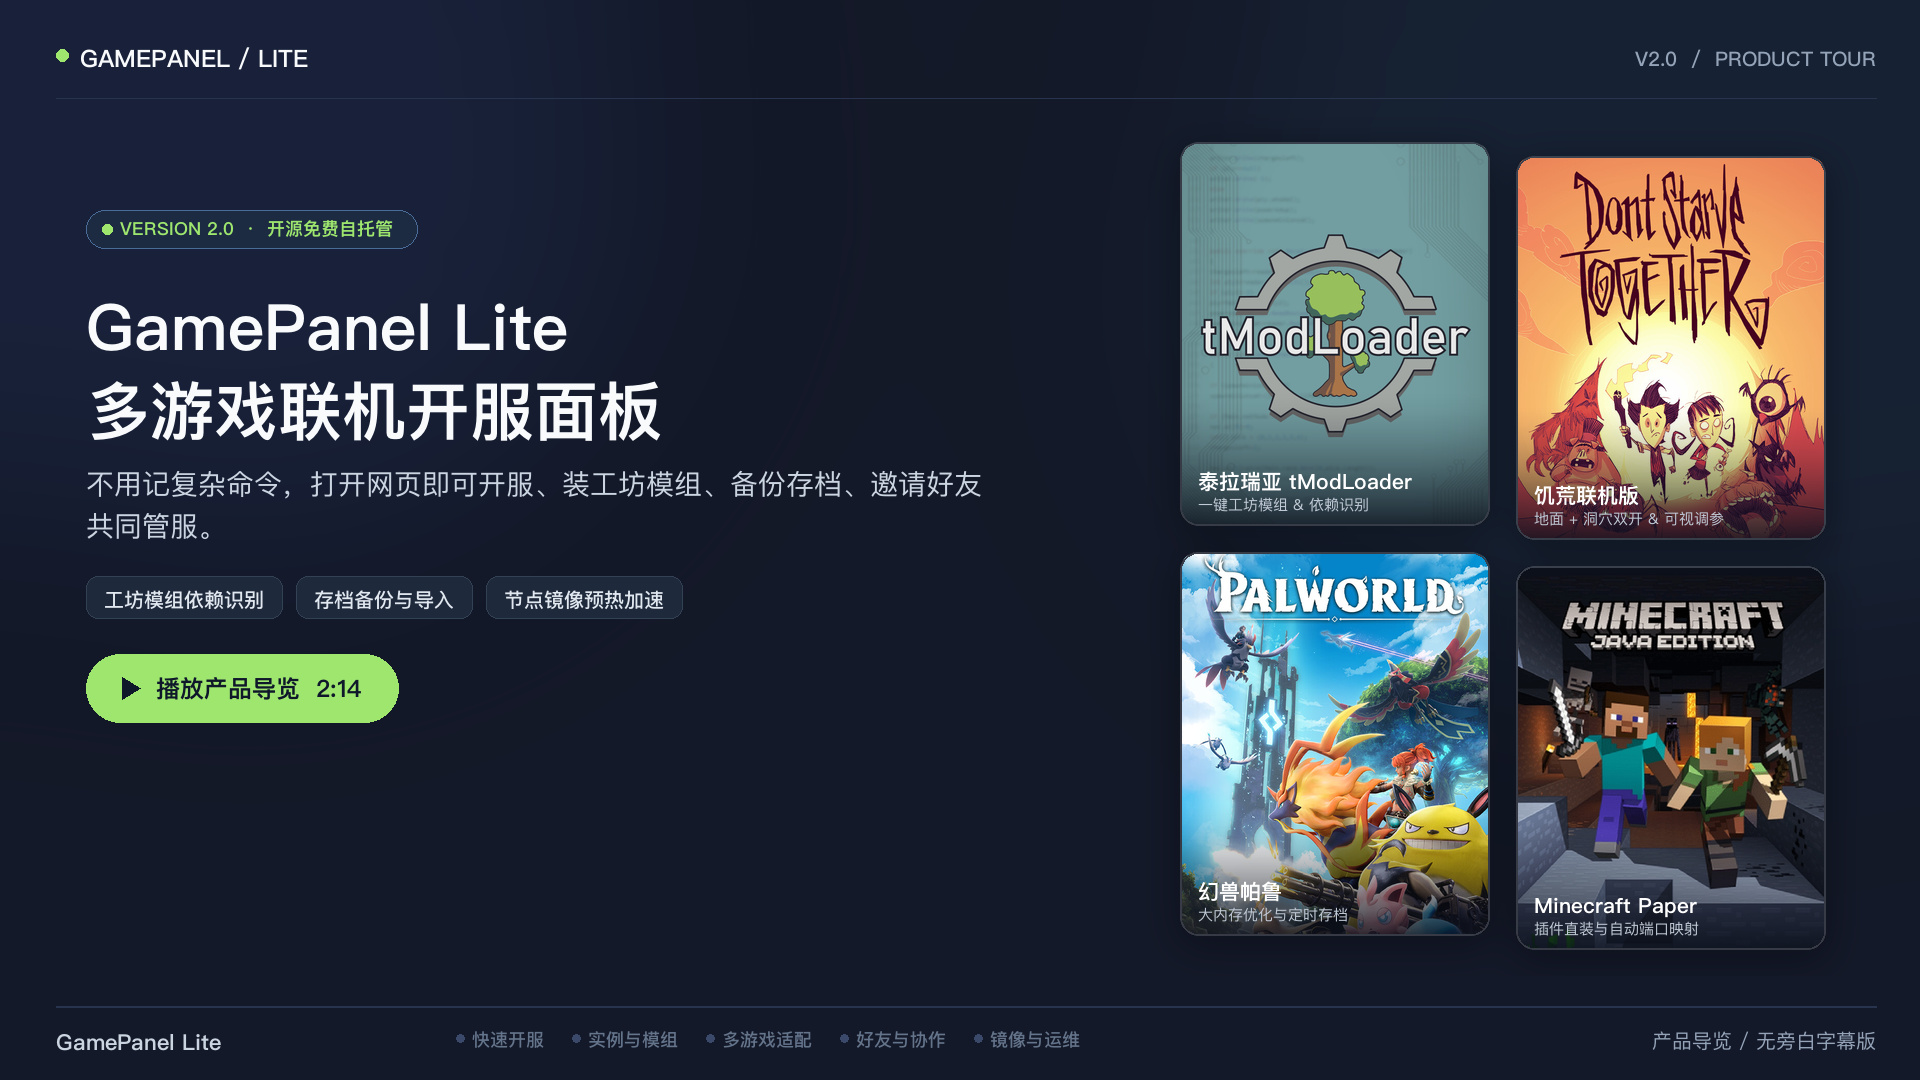 GAMEPANEL / LITE
V2.0 / PRODUCT TOUR
VERSION 2.0 · 开源免费自托管
GamePanel Lite
多游戏联机开服面板
不用记复杂命令，打开网页即可开服、装工坊模组、备份存档、邀请好友
共同管服。
工坊模组依赖识别
存档备份与导入
节点镜像预热加速
播放产品导览 2:14
tModLoader
泰拉瑞亚 tModLoader
一键工坊模组 & 依赖识别
Dont Starve
TOGETHER
饥荒联机版
地面 + 洞穴双开 & 可视调参
PALWORLD
幻兽帕鲁
大内存优化与定时存档
MINECRAFT
JAVA EDITION
Minecraft Paper
插件直装与自动端口映射
GamePanel Lite
快速开服
实例与模组
多游戏适配
好友与协作
镜像与运维
产品导览 / 无旁白字幕版